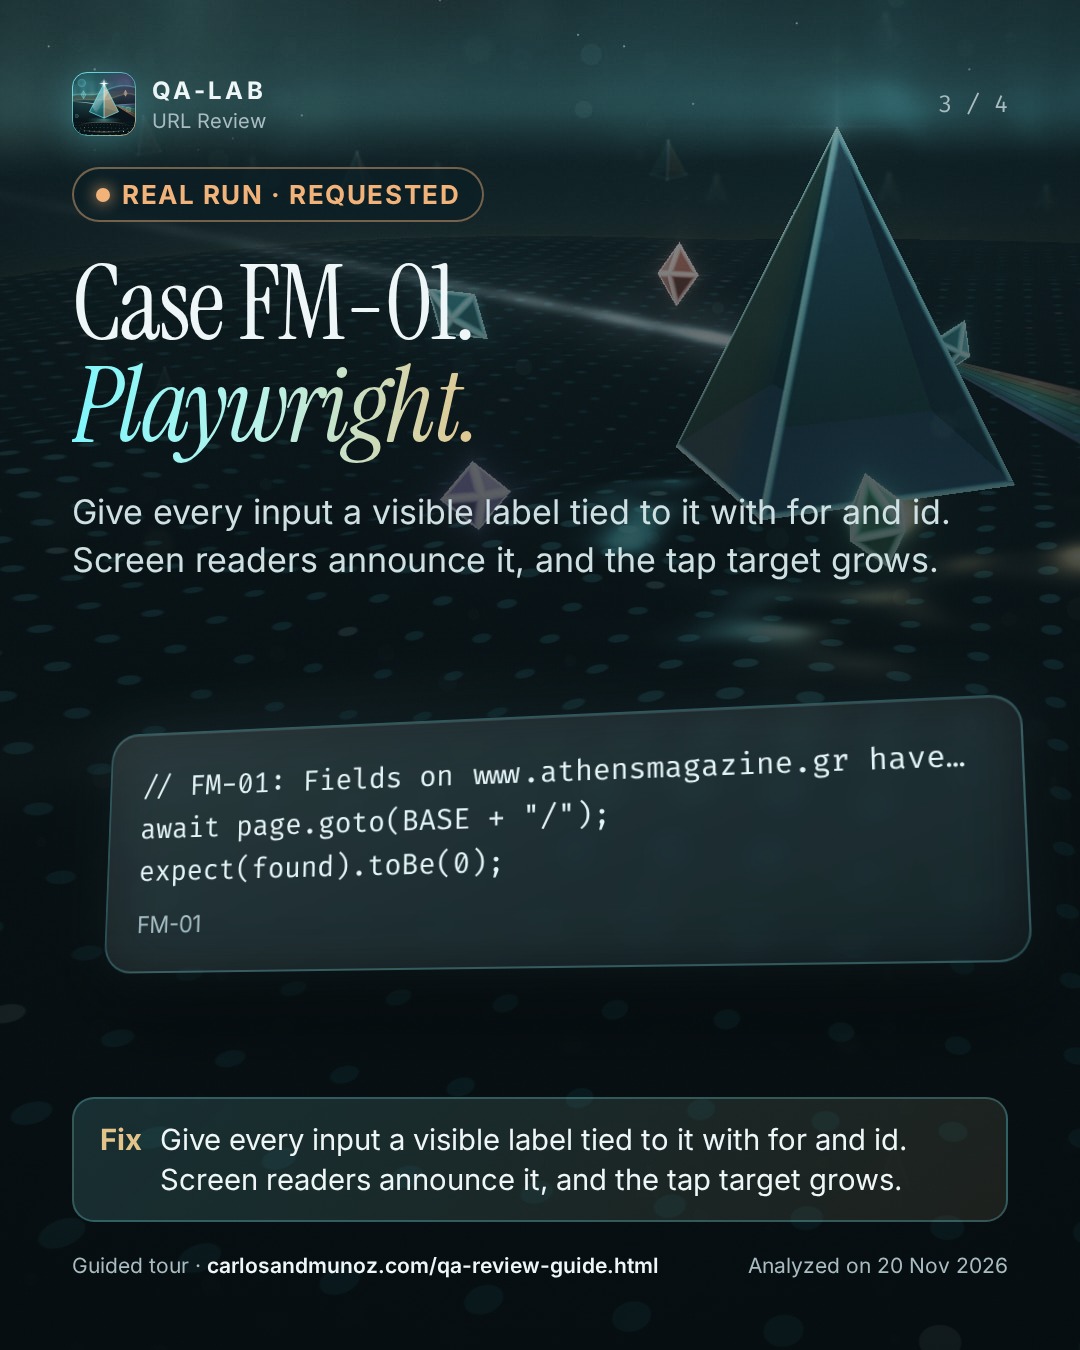 QA-LAB
URL Review
3 / 4
REAL RUN · REQUESTED
Case FM-01.
Playwright.
Give every input a visible label tied to it with for and id.
Screen readers announce it, and the tap target grows.
// FM-01: Fields on www.athensmagazine.gr have…
await page.goto(BASE + "/");
expect(found).toBe(0);
FM-01
Fix Give every input a visible label tied to it with for and id.
Screen readers announce it, and the tap target grows.
Guided tour · carlosandmunoz.com/qa-review-guide.html
Analyzed on 20 Nov 2026